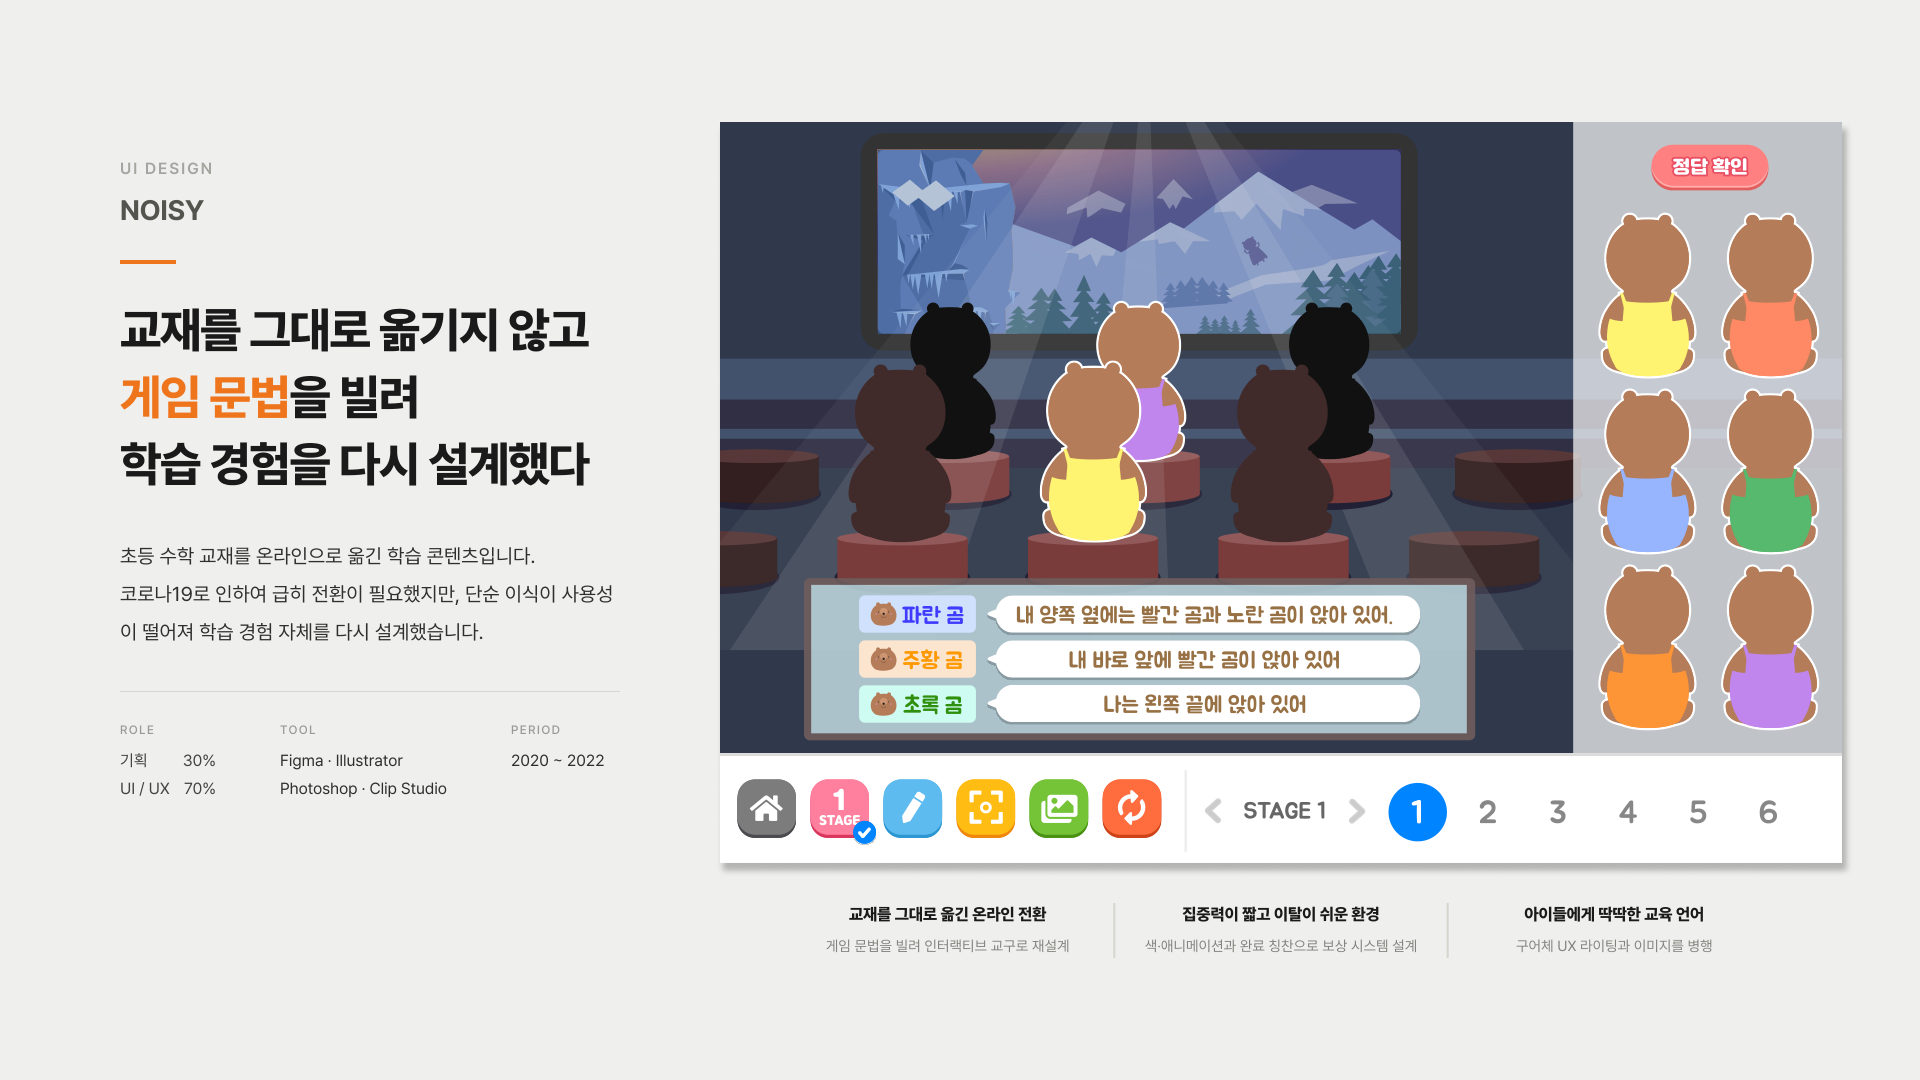 UI DESIGN
NOISY
교재를 그대로 옮기지 않고
게임 문법을 빌려
학습 경험을 다시 설계했다
초등 수학 교재를 온라인으로 옮긴 학습 콘텐츠입니다.
코로나19로 인하여 급히 전환이 필요했지만, 단순 이식이 사용성
이 떨어져 학습 경험 자체를 다시 설계했습니다.
ROLE
기획 30%
UI / UX 70%
TOOL
Figma · Illustrator
Photoshop · Clip Studio
PERIOD
2020 ~ 2022
정답 확인
파란 곰 내 양쪽 옆에는 빨간 곰과 노란 곰이 앉아 있어.
주황 곰 내 바로 앞에 빨간 곰이 앉아 있어
초록 곰 나는 왼쪽 끝에 앉아 있어
1
STAGE
STAGE 1 1 2 3 4 5 6
교재를 그대로 옮긴 온라인 전환
게임 문법을 빌려 인터랙티브 교구로 재설계
집중력이 짧고 이탈이 쉬운 환경
색·애니메이션과 완료 칭찬으로 보상 시스템 설계
아이들에게 딱딱한 교육 언어
구어체 UX 라이팅과 이미지를 병행